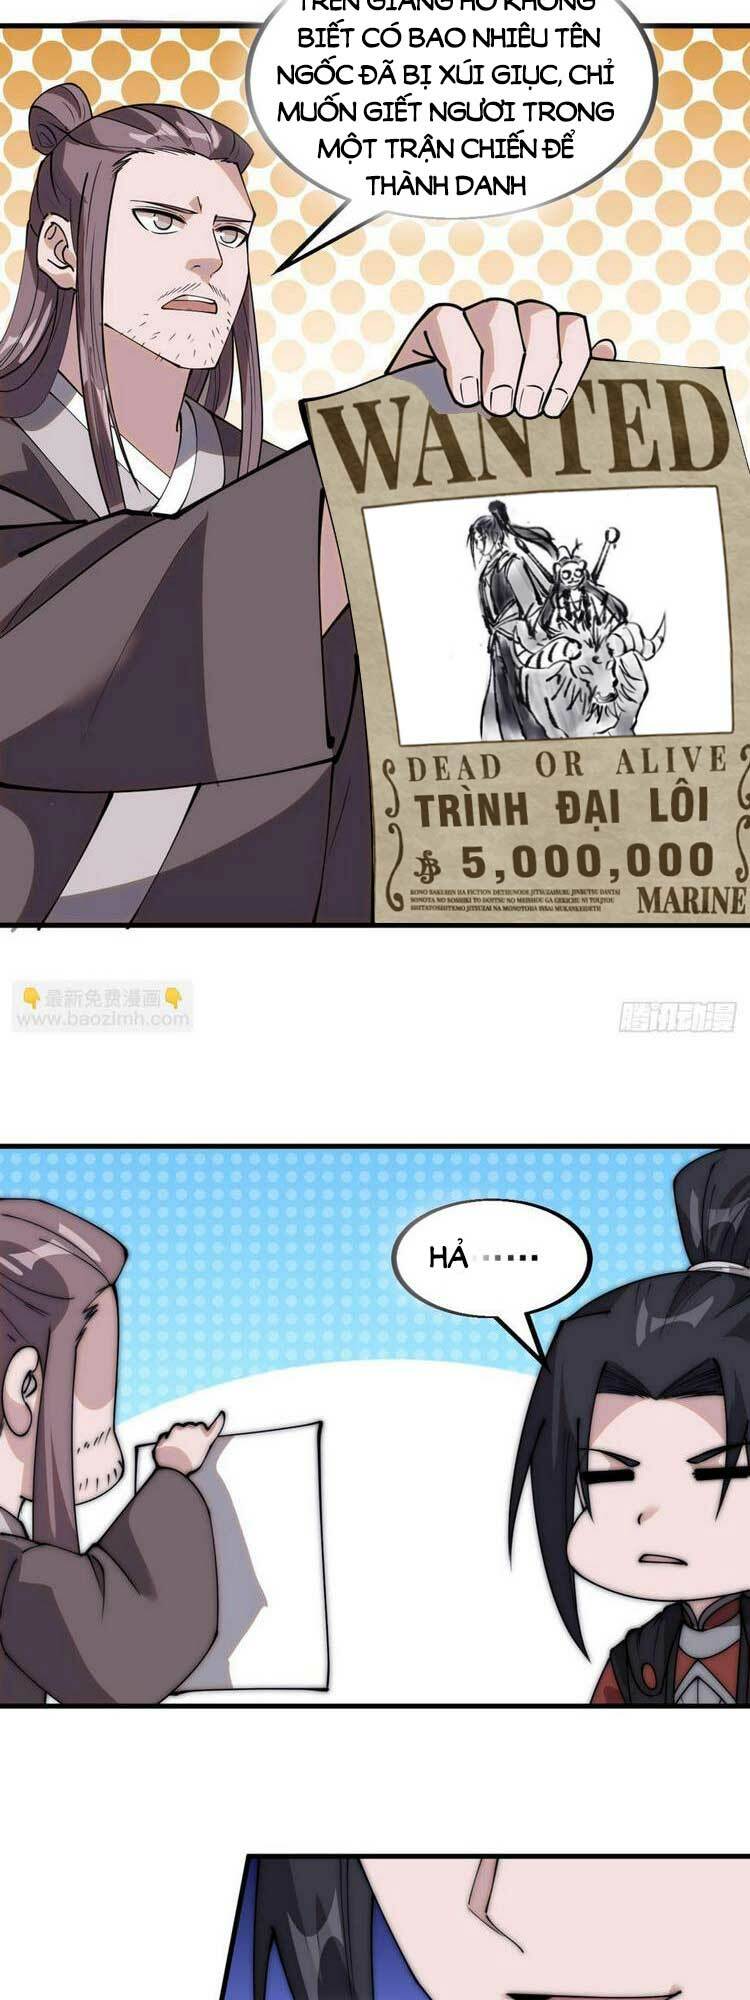 TRÊN GIANG HỒ KHÔNG
BIẾT CÓ BAO NHIÊU TÊN
NGỐC ĐÃ BỊ XÚI GIỤC, CHỈ
MUỐN GIẾT NGƯƠI TRONG
MỘT TRẬN CHIẾN ĐỂ
THÀNH DANH
WANTED
DEAD OR ALIVE
TRÌNH ĐẠI LÔI
5,000,000
MARINE
最新免费漫画
www.baozimh.com
腾讯动漫
HẢ ······